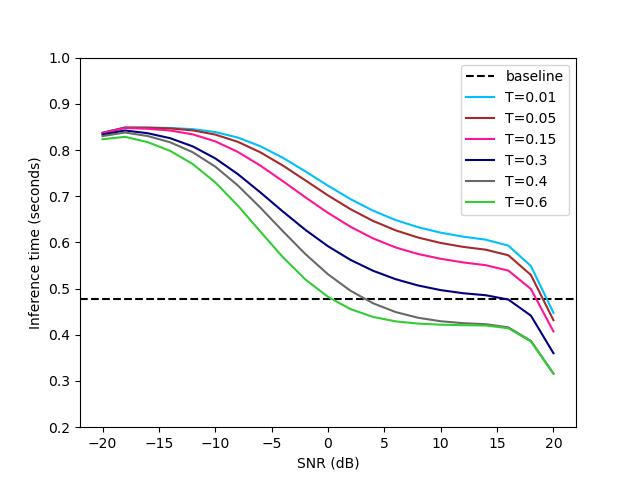 1.0
0.9
0.8
0.7
0.6
0.5
0.4
0.3
0.2
Inference time (seconds)
baseline
T=0.01
T=0.05
T=0.15
T=0.3
T=0.4
T=0.6
−20 −15 −10 −5 0 5 10 15 20
SNR (dB)